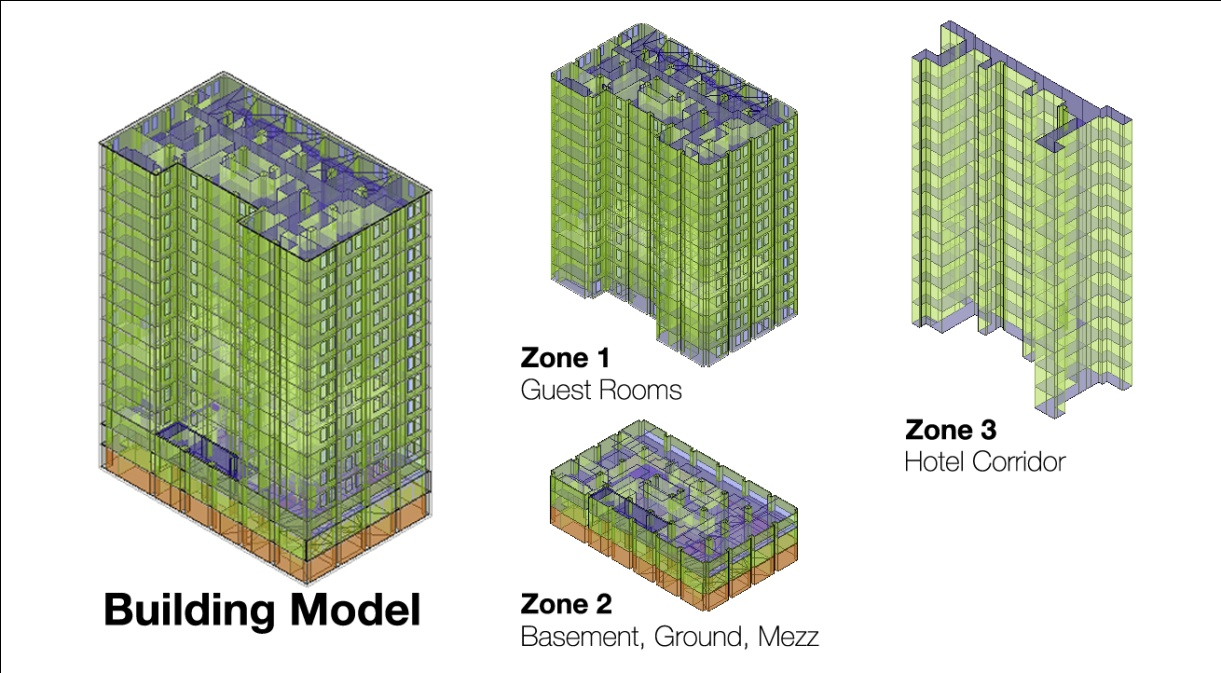 Building Model
Zone 1
Guest Rooms
Zone 2
Basement, Ground, Mezz
Zone 3
Hotel Corridor